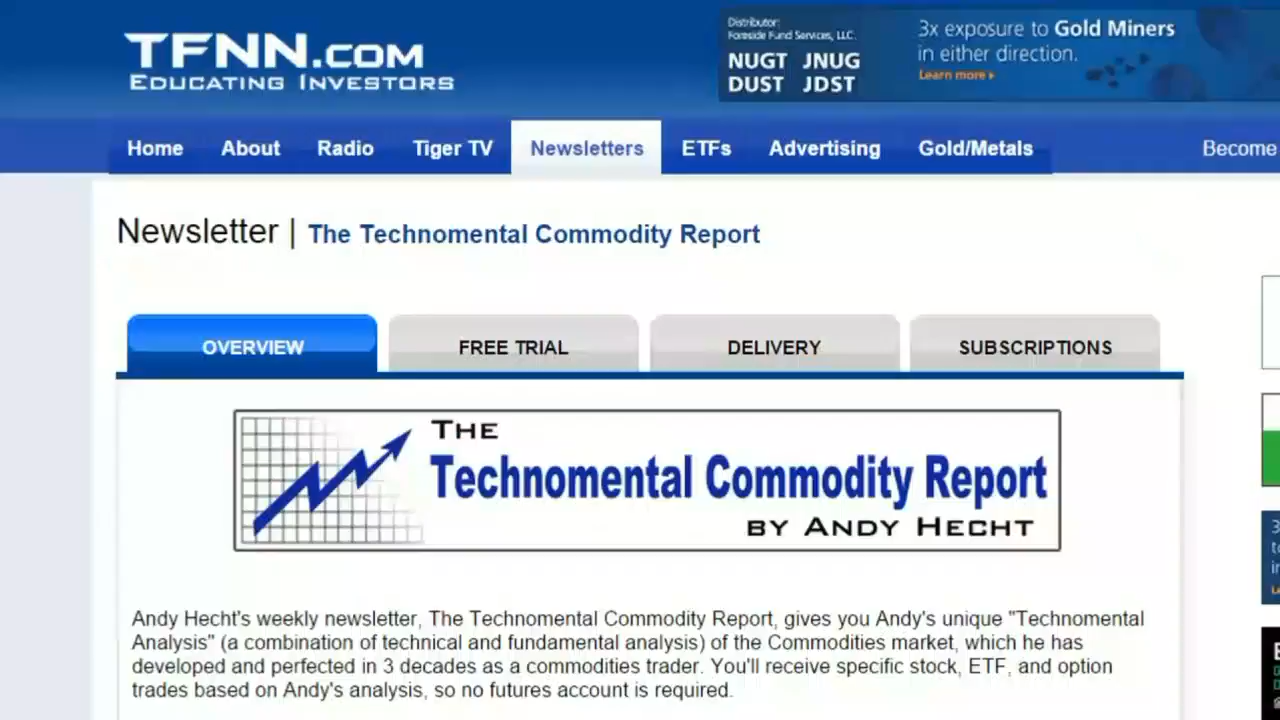 TFNN.COM
EDUCATING INVESTORS
Distributor:
Foreside Fund Services, LLC.
NUGT JNUG
DUST JDST
3x exposure to Gold Miners
in either direction.
Learn more
Home About Radio Tiger TV Newsletters ETFs Advertising Gold/Metals Become
Newsletter | The Technomental Commodity Report
OVERVIEW FREE TRIAL DELIVERY SUBSCRIPTIONS
THE
Technomental Commodity Report
BY ANDY HECHT
Andy Hecht's weekly newsletter, The Technomental Commodity Report, gives you Andy's unique "Technomental
Analysis" (a combination of technical and fundamental analysis) of the Commodities market, which he has
developed and perfected in 3 decades as a commodities trader. You'll receive specific stock, ETF, and option
trades based on Andy's analysis, so no futures account is required.